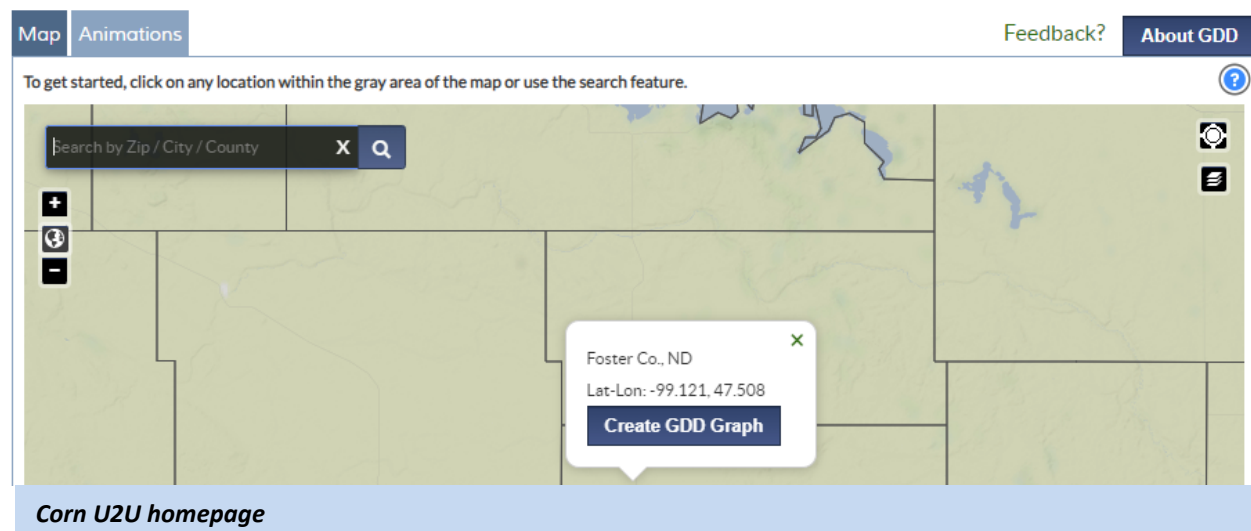 Map Animations Feedback? About GDD
To get started, click on any location within the gray area of the map or use the search feature.
Search by Zip / City / County X
Foster Co., ND
Lat-Lon: -99.121, 47.508
Create GDD Graph
Corn U2U homepage